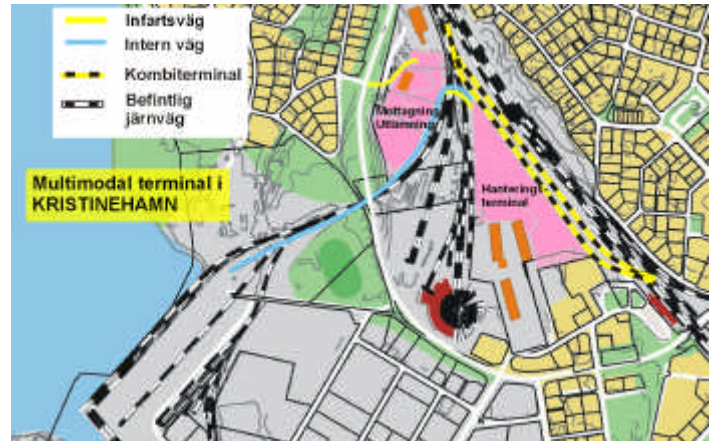 Infartsväg
Intern väg
Kombiterminal
Befintlig
järnväg
Multimodal terminal i
KRISTINEHAMN
Mottagning
Utlämning
Hantering
terminal